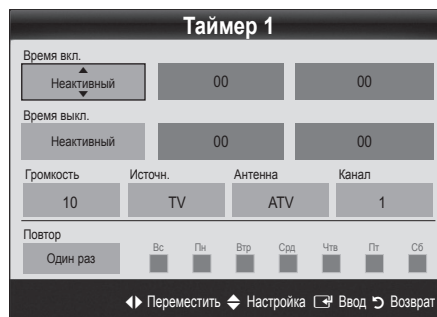 Таймер 1
Время вкл.
Неактивный 00 00
Время выкл.
Неактивный 00 00
Громкость Источн. Антенна Канал
10 TV ATV 1
Повтор
Вс Пн Втр Срд Чтв Пт Сб
Один раз
Переместить Настройка Ввод Возврат